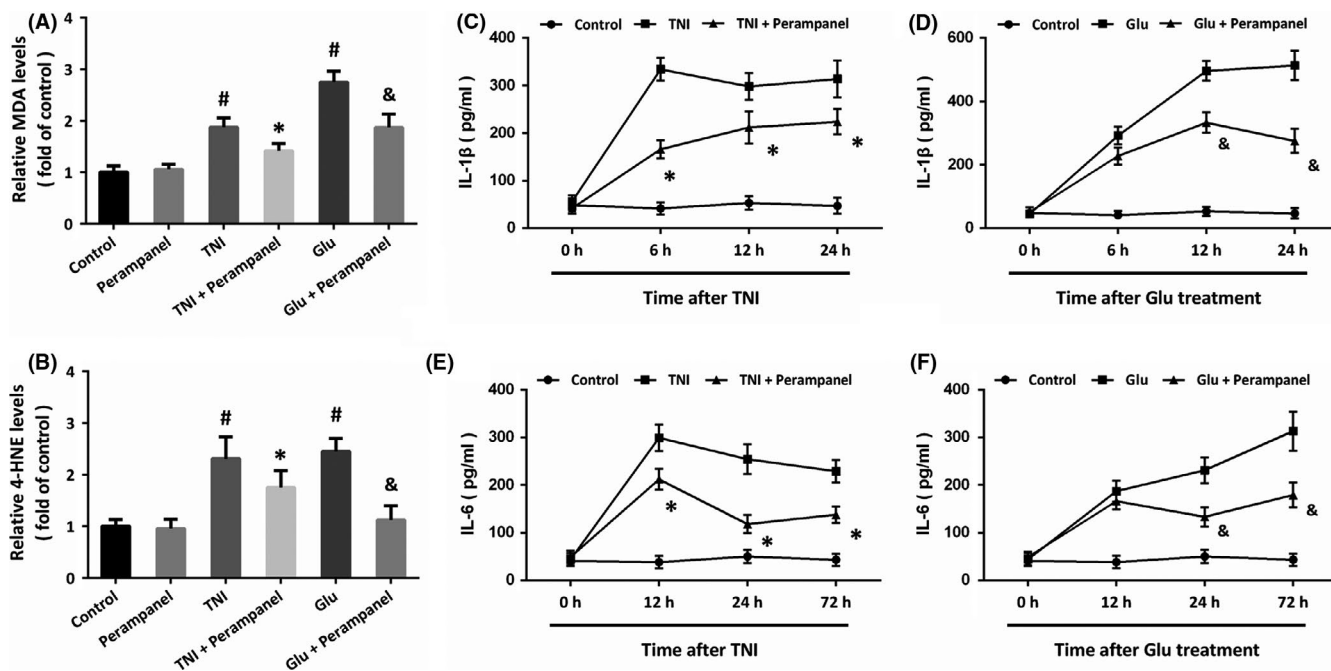 (A)
Relative MDA levels
( fold of control)
4
3
2
1
0
#
*
#
&
Control
Perampanel
TNI
TNI + Perampanel
Glu
Glu + Perampanel
(C)
Control TNI TNI + Perampanel
IL-1β ( pg/ml )
400
300
200
100
0
*
*
*
0 h 6 h 12 h 24 h
Time after TNI
(D)
Control Glu Glu + Perampanel
IL-1β ( pg/ml )
600
400
200
0
&
&
0 h 6 h 12 h 24 h
Time after Glu treatment
(B)
Relative 4-HNE levels
( fold of control)
4
3
2
1
0
#
*
#
&
Control
Perampanel
TNI
TNI + Perampanel
Glu
Glu + Perampanel
(E)
Control TNI TNI + Perampanel
IL-6 ( pg/ml )
400
300
200
100
0
*
*
*
0 h 12 h 24 h 72 h
Time after TNI
(F)
Control Glu Glu + Perampanel
IL-6 ( pg/ml )
400
300
200
100
0
&
&
0 h 12 h 24 h 72 h
Time after Glu treatment